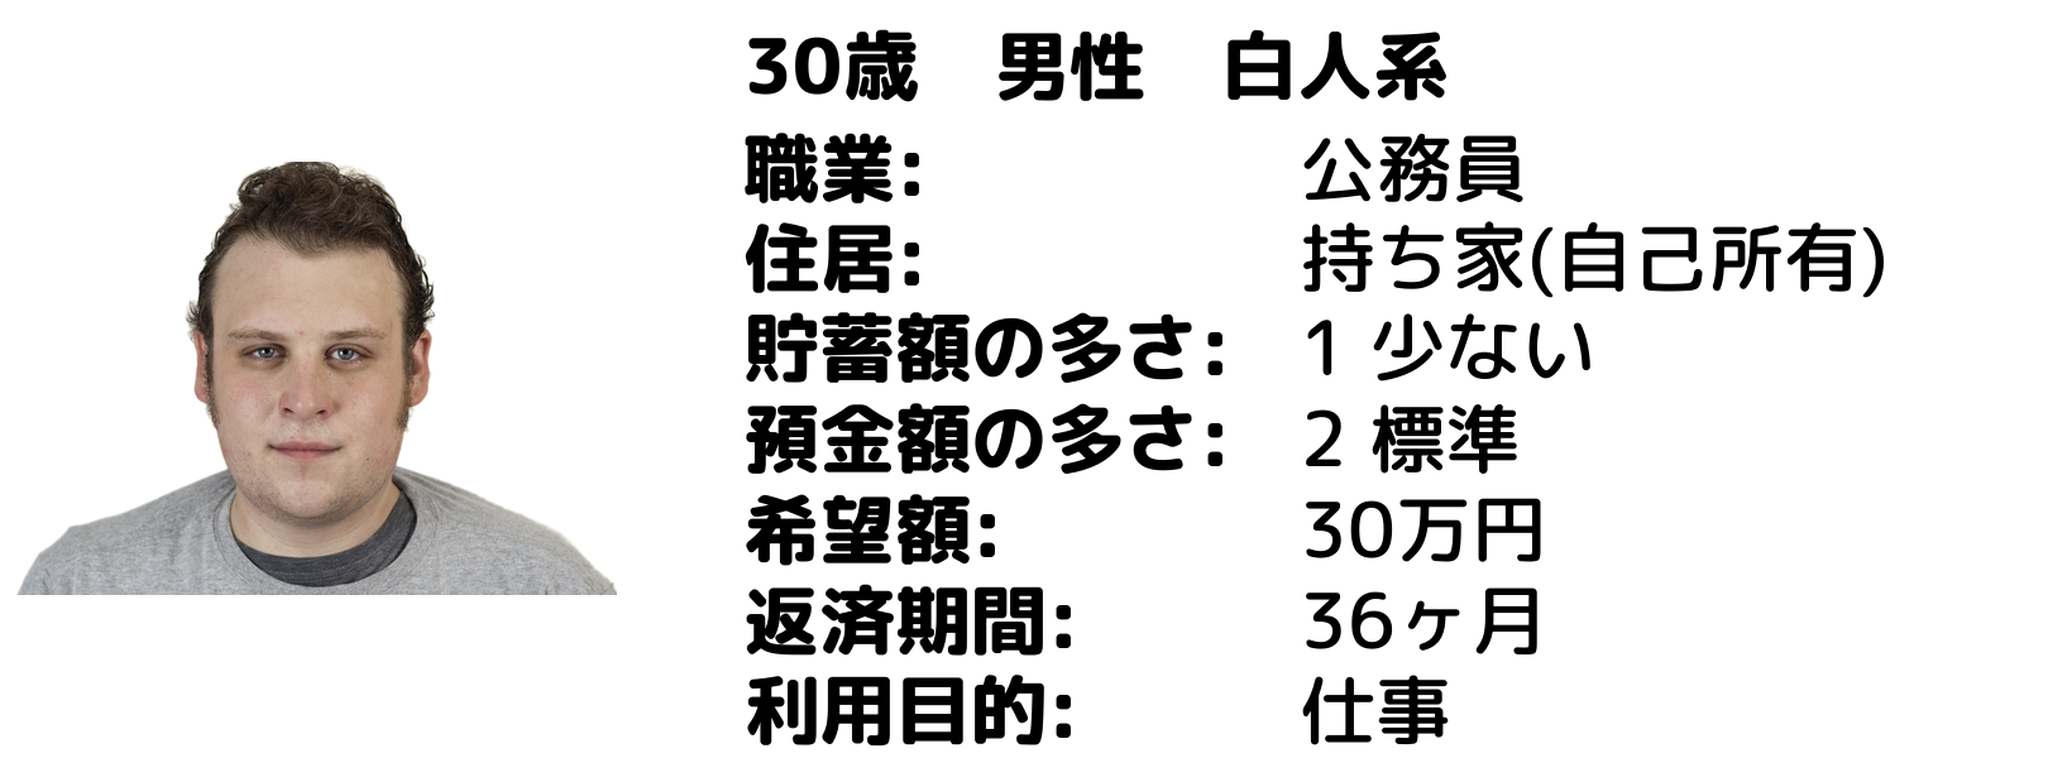 30歳　男性　白人系
職業: 公務員
住居: 持ち家(自己所有)
貯蓄額の多さ: 1 少ない
預金額の多さ: 2 標準
希望額: 30万円
返済期間: 36ヶ月
利用目的: 仕事